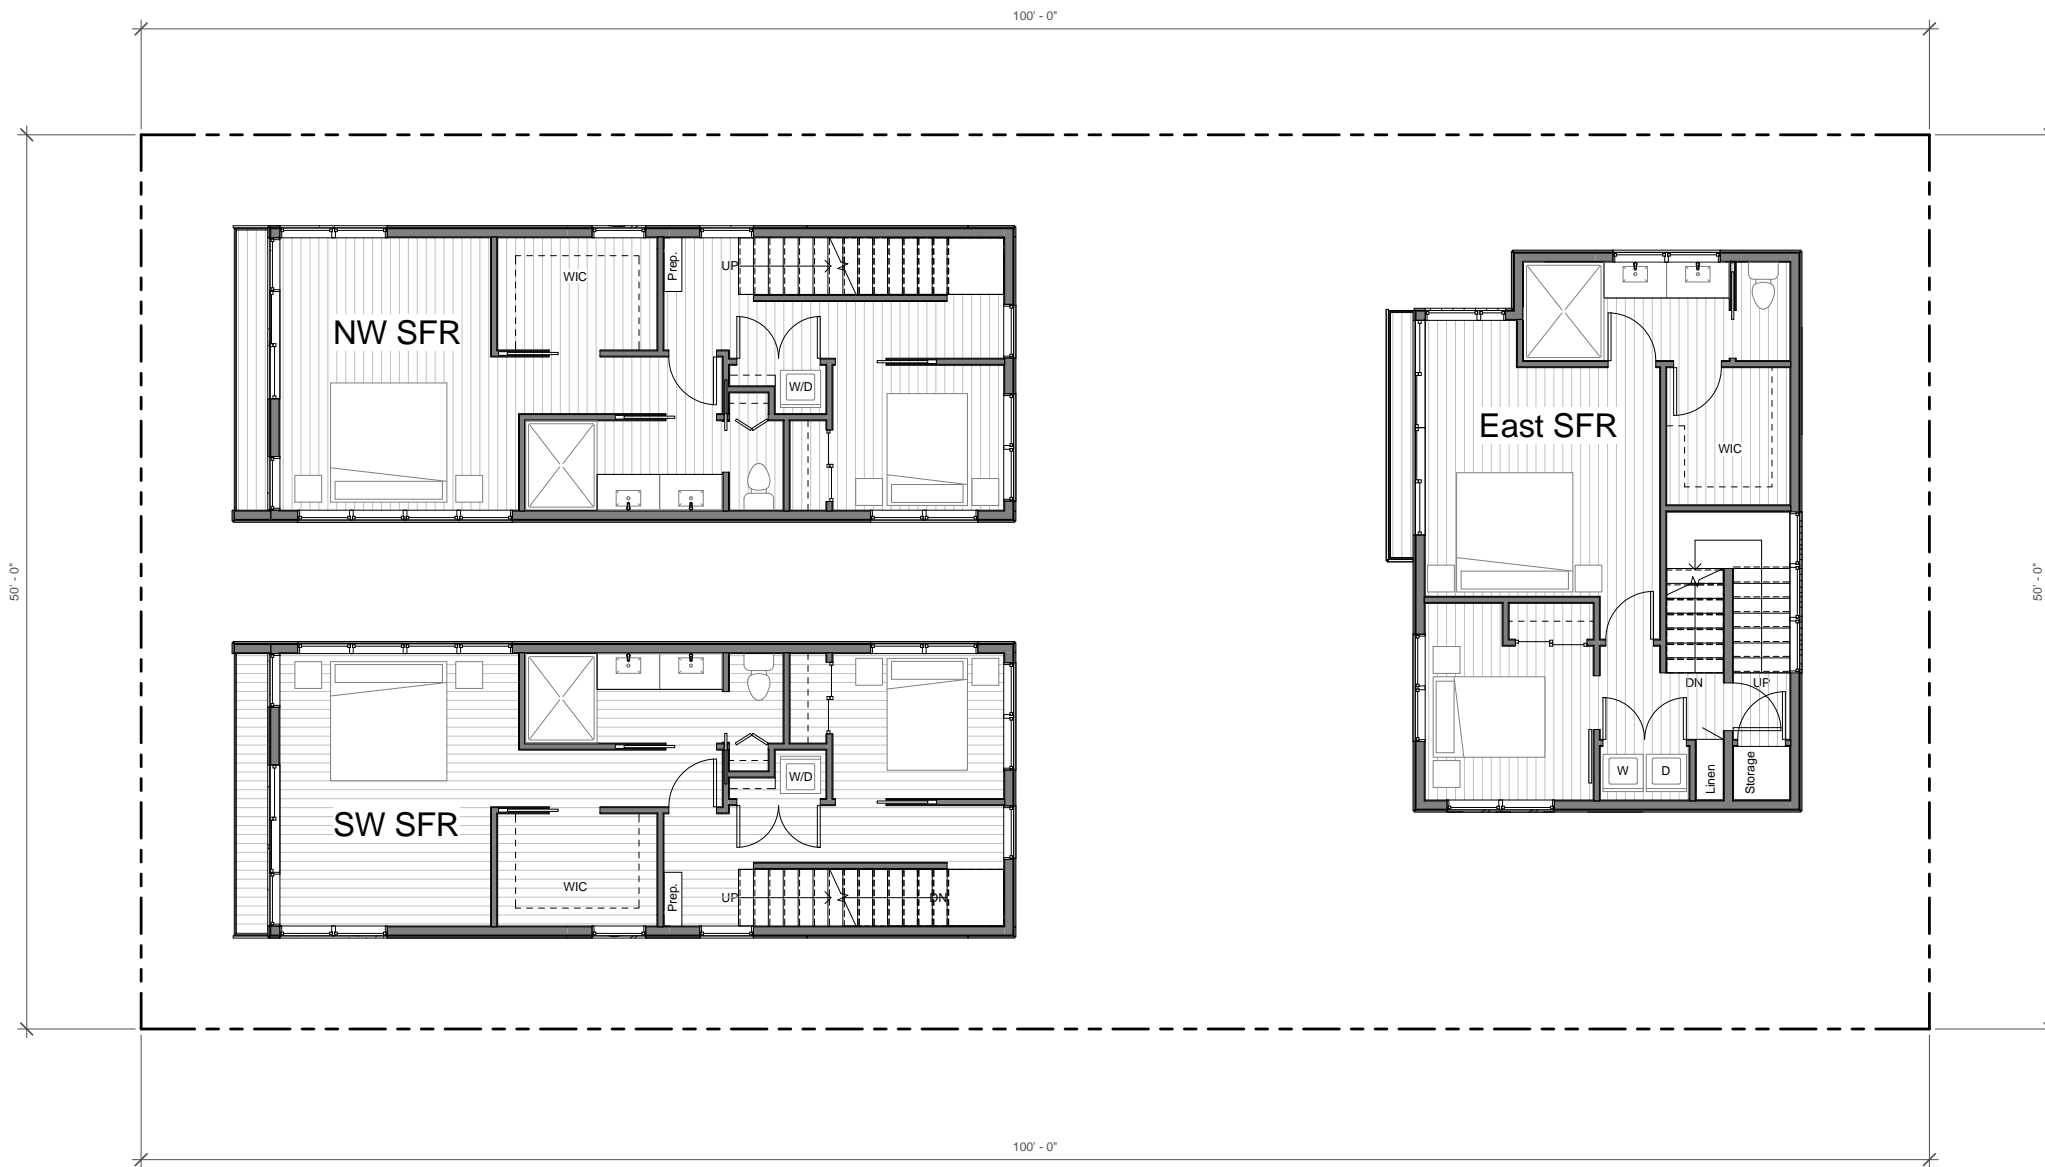 100' - 0"
50' - 0"
50' - 0"
NW SFR
WIC
Prep.
UP
W/D
East SFR
WIC
DN
UP
W
D
Linen
Storage
SW SFR
WIC
Prep.
UP
DN
W/D
100' - 0"